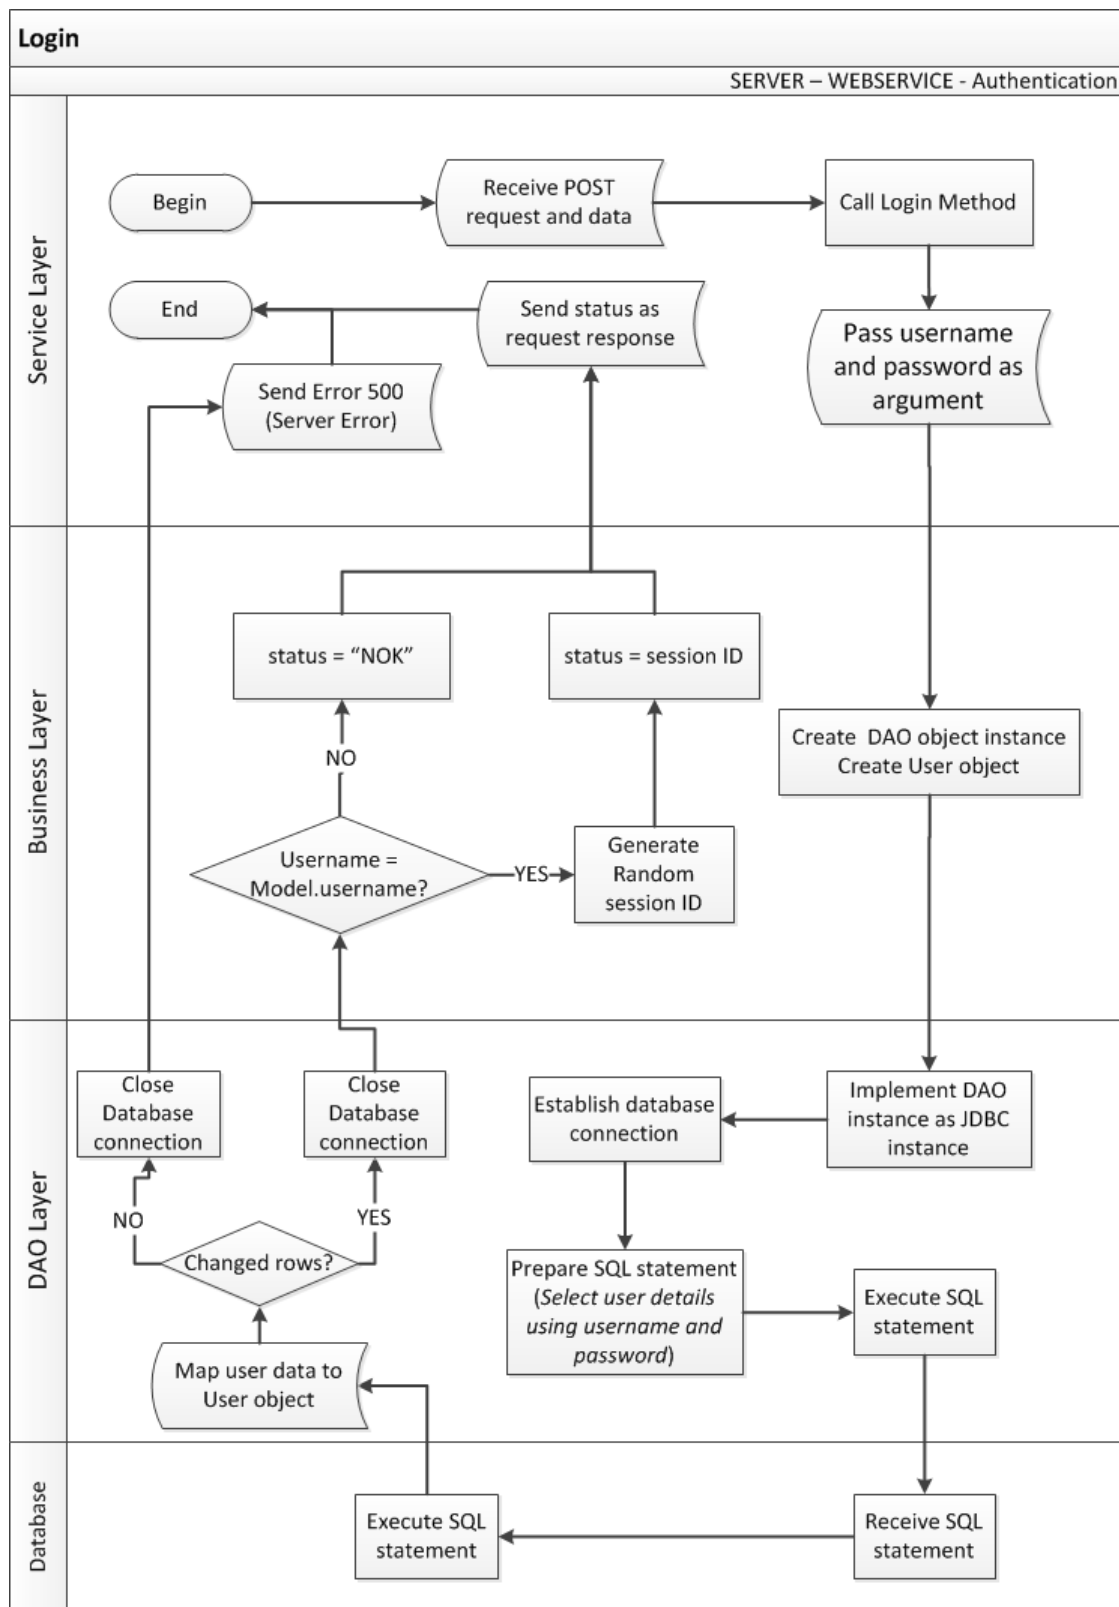 Login
SERVER – WEBSERVICE - Authentication
Service Layer
Begin
Receive POST
request and data
Call Login Method
End
Send status as
request response
Pass username
and password as
argument
Send Error 500
(Server Error)
Business Layer
status = “NOK”
status = session ID
Create  DAO object instance
Create User object
NO
Username =
Model.username?
YES
Generate
Random
session ID
DAO Layer
Close
Database
connection
Close
Database
connection
Establish database
connection
Implement DAO
instance as JDBC
instance
NO
YES
Changed rows?
Prepare SQL statement
(Select user details
using username and
password)
Execute SQL
statement
Map user data to
User object
Database
Execute SQL
statement
Receive SQL
statement